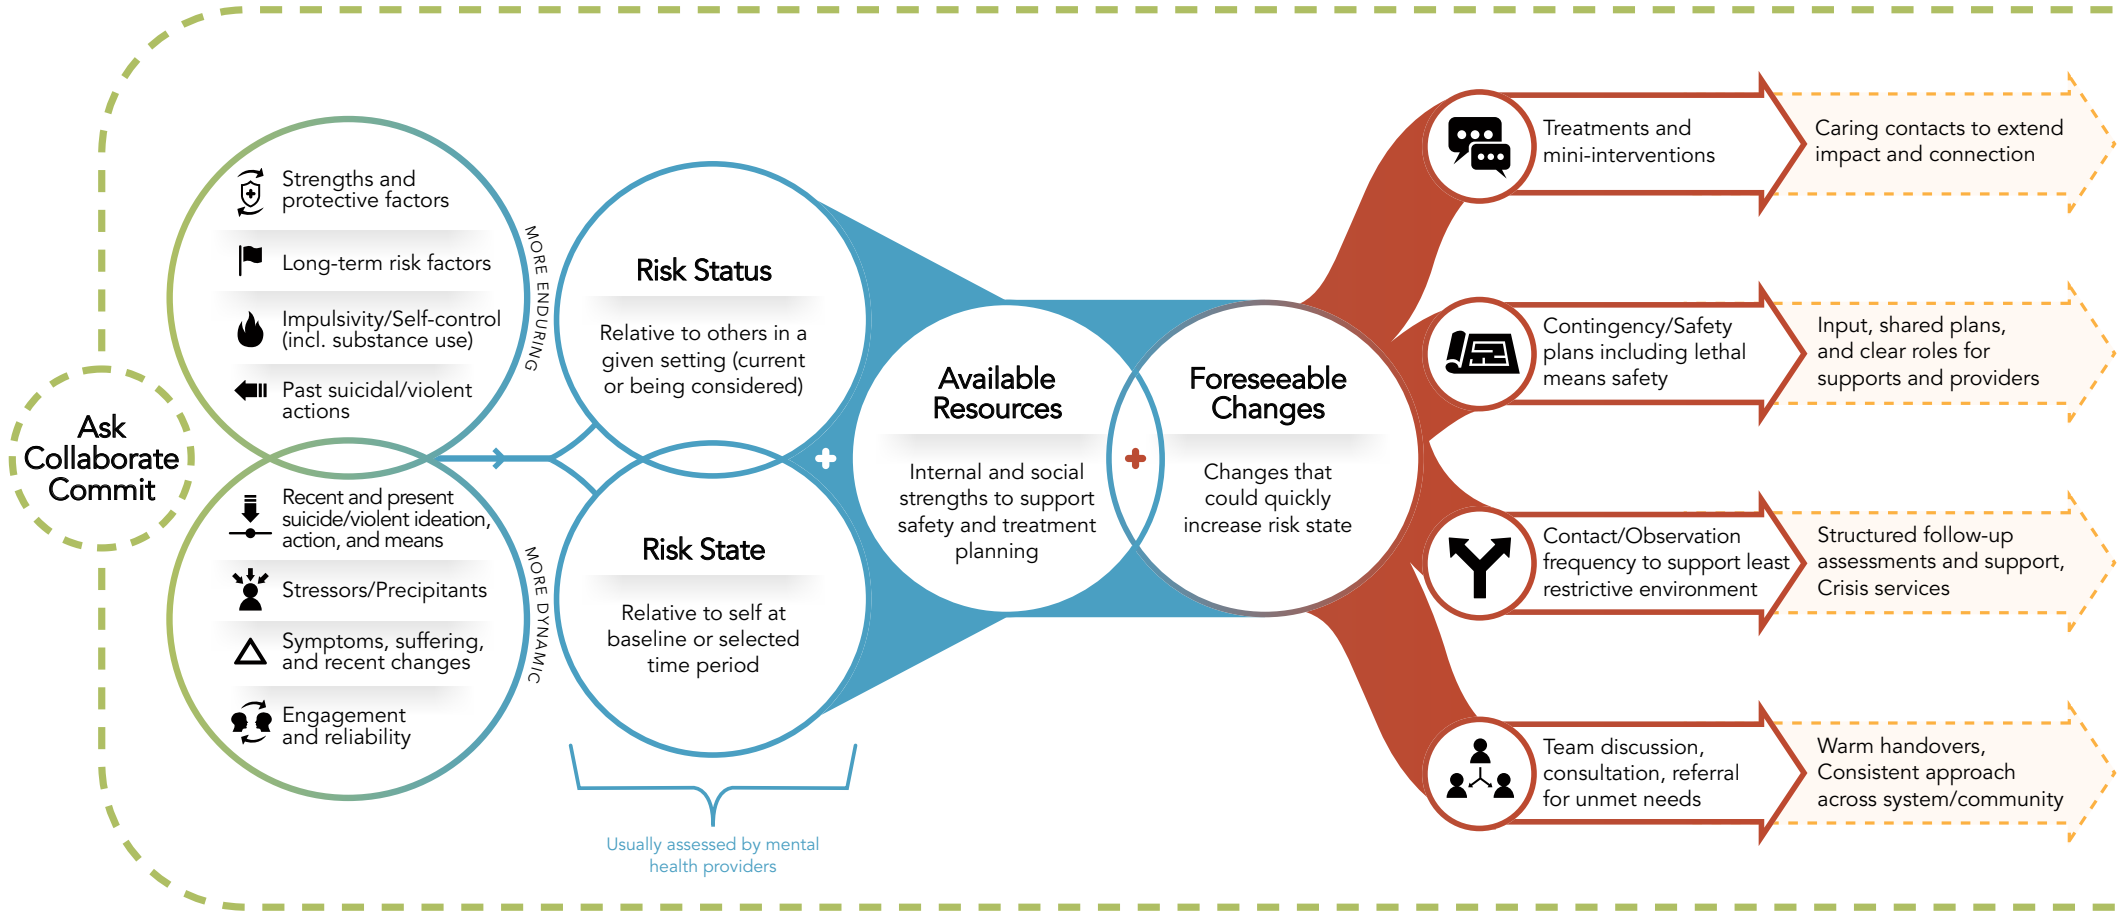 Ask
Collaborate
Commit
Strengths and
protective factors
Long-term risk factors
Impulsivity/Self-control
(incl. substance use)
Past suicidal/violent
actions
MORE ENDURING
Recent and present
suicide/violent ideation,
action, and means
Stressors/Precipitants
Symptoms, suffering,
and recent changes
Engagement
and reliability
MORE DYNAMIC
Risk Status
Relative to others in a
given setting (current
or being considered)
Risk State
Relative to self at
baseline or selected
time period
Usually assessed by mental
health providers
Available
Resources
Internal and social
strengths to support
safety and treatment
planning
Foreseeable
Changes
Changes that
could quickly
increase risk state
Treatments and
mini-interventions
Caring contacts to extend
impact and connection
Contingency/Safety
plans including lethal
means safety
Input, shared plans,
and clear roles for
supports and providers
Contact/Observation
frequency to support least
restrictive environment
Structured follow-up
assessments and support,
Crisis services
Team discussion,
consultation, referral
for unmet needs
Warm handovers,
Consistent approach
across system/community